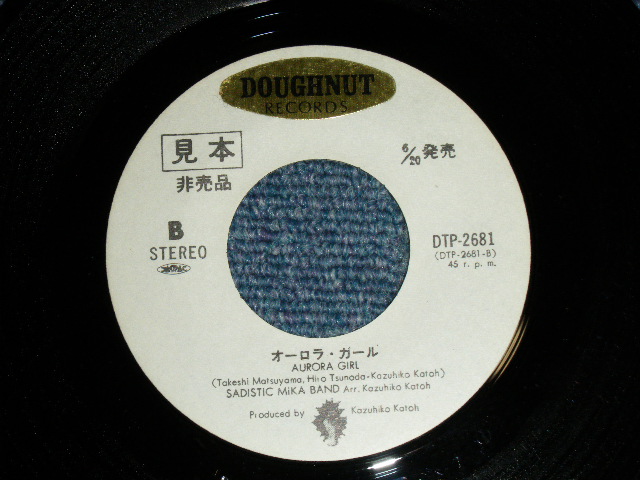 DOUGHNUT
RECORDS
見本
非売品
6/20 発売
B
STEREO
DTP-2681
(DTP-2681-B)
45 r. p. m.
オーロラ・ガール
AURORA GIRL
(Takeshi Matsuyama, Hiro Tsunoda-Kazuhiko Katoh)
SADISTIC MiKA BAND Arr. Kazuhiko Katoh
Produced by Kazuhiko Katoh